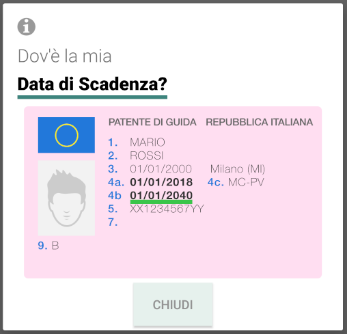 Dov'è la mia
Data di Scadenza?
PATENTE DI GUIDA REPUBBLICA ITALIANA
1. MARIO
2. ROSSI
3. 01/01/2000 Milano (MI)
4a. 01/01/2018 4c. MC-PV
4b 01/01/2040
5. XX1234567YY
7.
9. B
CHIUDI